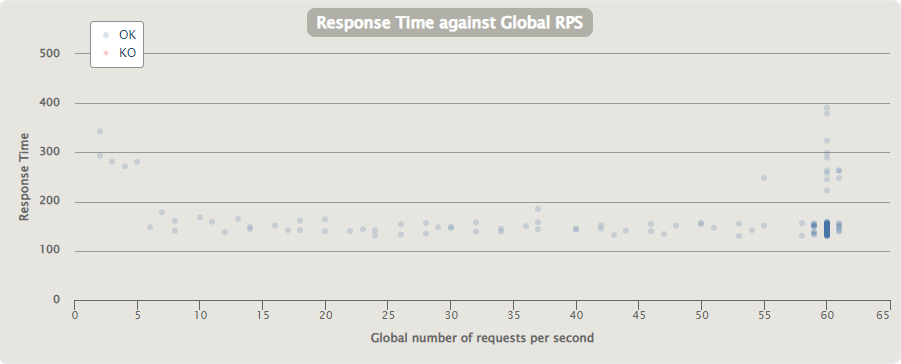 Response Time against Global RPS
OK
KO
500
400
300
200
100
0
Response Time
0 5 10 15 20 25 30 35 40 45 50 55 60 65
Global number of requests per second